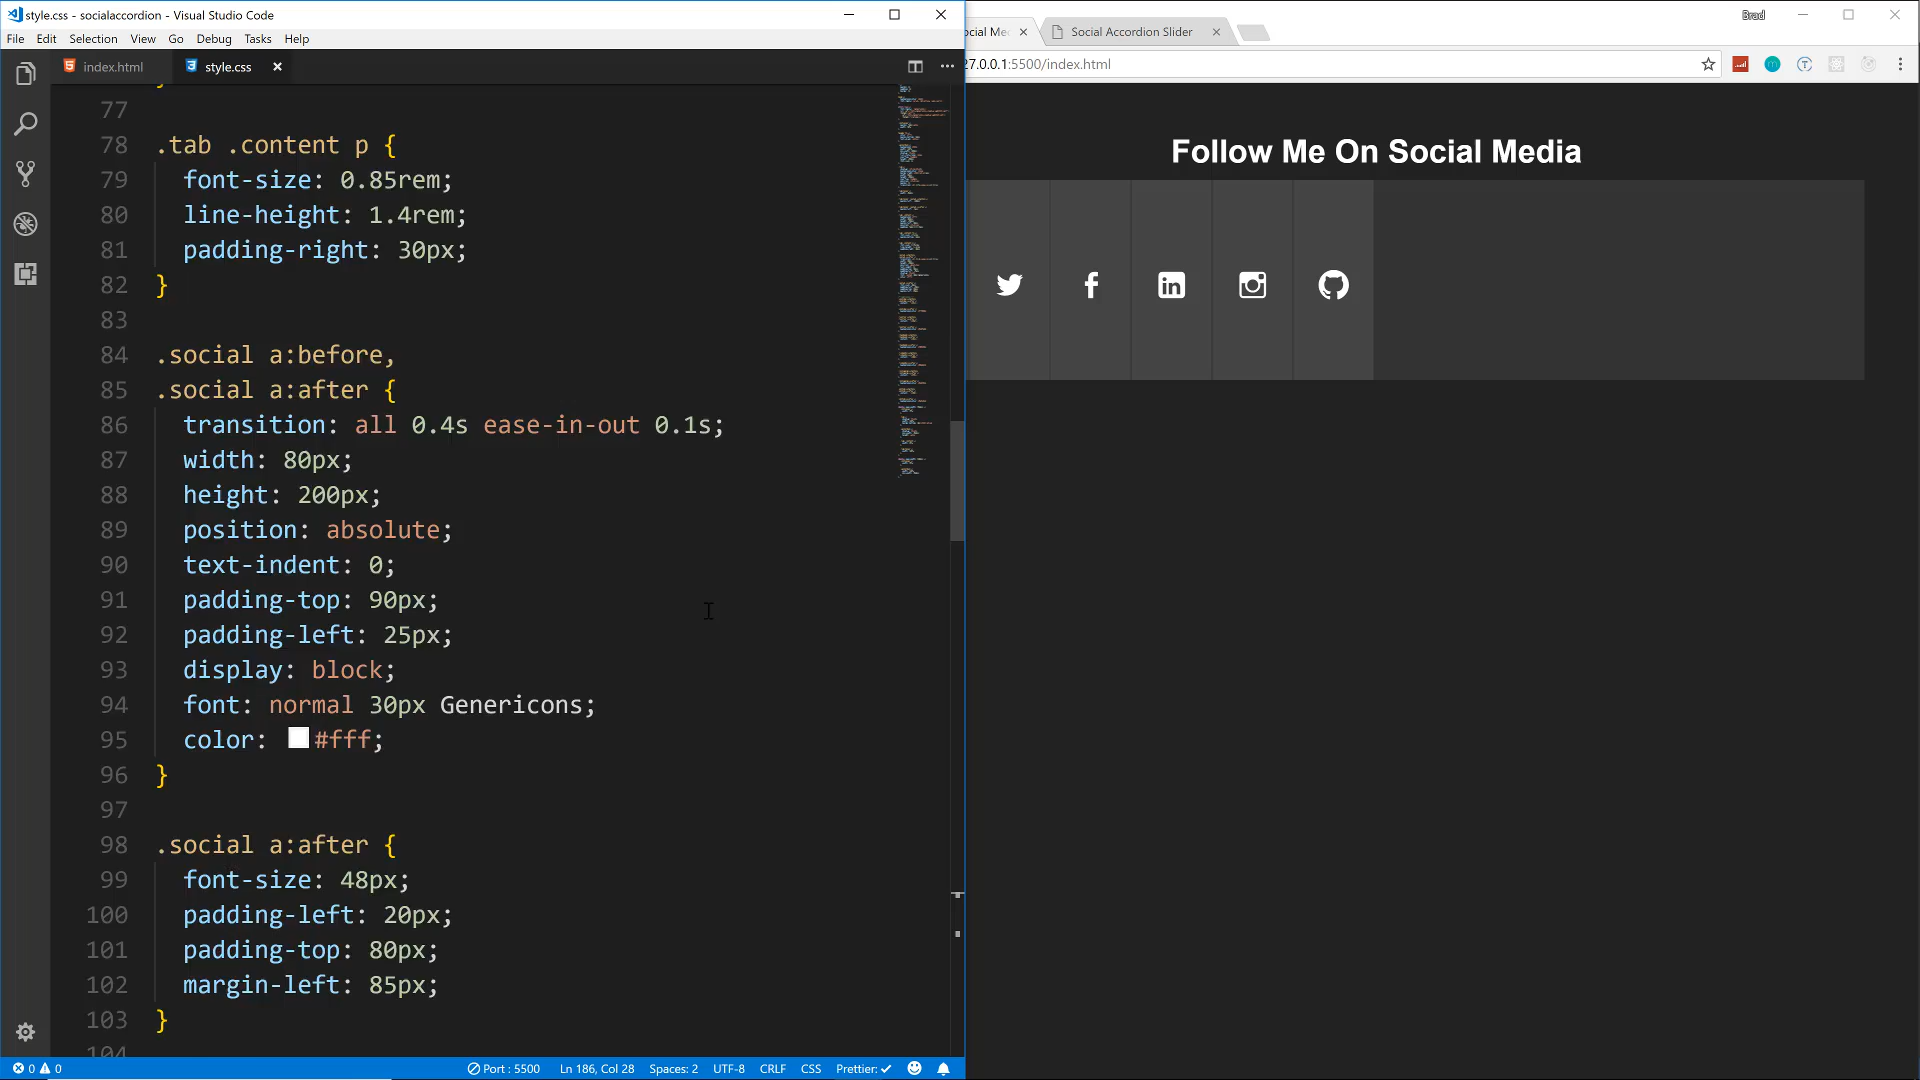 style.css - socialaccordion - Visual Studio Code
File Edit Selection View Go Debug Tasks Help
index.html
style.css
77
78 .tab .content p {
79 font-size: 0.85rem;
80 line-height: 1.4rem;
81 padding-right: 30px;
82 }
83
84 .social a:before,
85 .social a:after {
86 transition: all 0.4s ease-in-out 0.1s;
87 width: 80px;
88 height: 200px;
89 position: absolute;
90 text-indent: 0;
91 padding-top: 90px;
92 padding-left: 25px;
93 display: block;
94 font: normal 30px Genericons;
95 color: #fff;
96 }
97
98 .social a:after {
99 font-size: 48px;
100 padding-left: 20px;
101 padding-top: 80px;
102 margin-left: 85px;
103 }
104
0 0 Port : 5500 Ln 186, Col 28 Spaces: 2 UTF-8 CRLF CSS Prettier: ✓
Brad
Social Accordion Slider
27.0.0.1:5500/index.html
Follow Me On Social Media